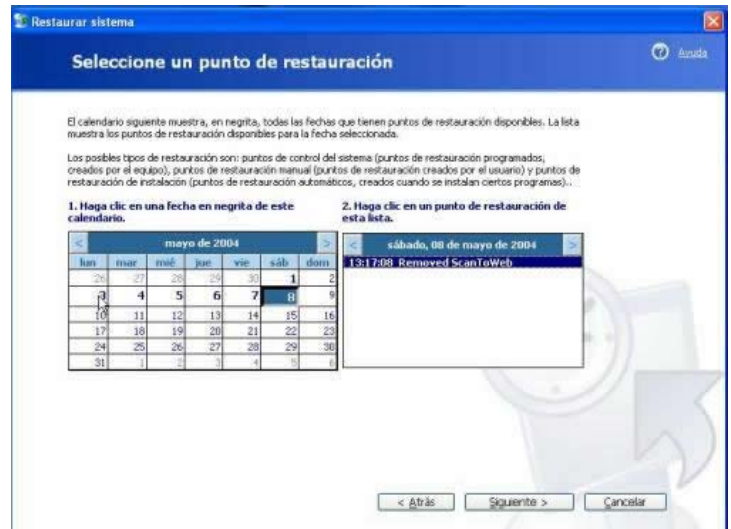 Restaurar sistema
Seleccione un punto de restauración
Ayuda
El calendario siguiente muestra, en negrita, todas las fechas que tienen puntos de restauración disponibles. La lista
muestra los puntos de restauración disponibles para la fecha seleccionada.
Los posibles tipos de restauración son: puntos de control del sistema (puntos de restauración programados,
creados por el equipo), puntos de restauración manual (puntos de restauración creados por el usuario) y puntos de
restauración de instalación (puntos de restauración automáticos, creados cuando se instalan ciertos programas)..
1. Haga clic en una fecha en negrita de este
calendario.
< mayo de 2004 >
lun mar mié jue vie sáb dom
26 27 28 29 30 1 2
3 4 5 6 7 8 9
10 11 12 13 14 15 16
17 18 19 20 21 22 23
24 25 26 27 28 29 30
31 1 2 3 4 5 6
2. Haga clic en un punto de restauración de
esta lista.
< sábado, 08 de mayo de 2004 >
13:17:08 Removed ScanToWeb
< Atrás
Siguiente >
Cancelar